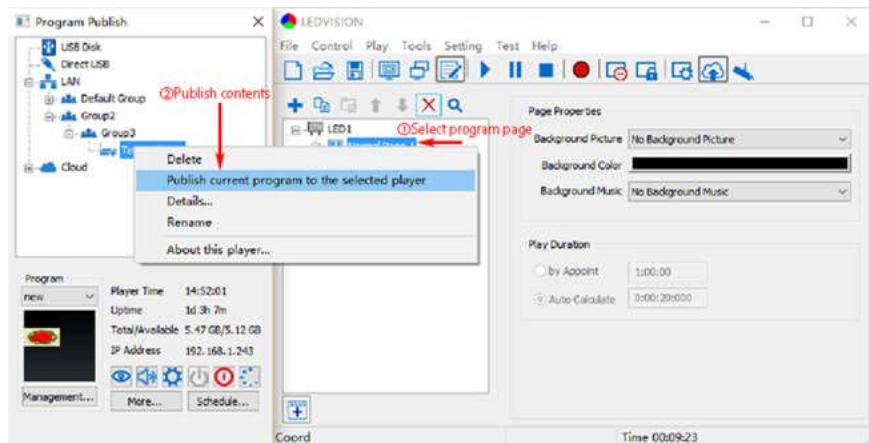 Program Publish
USB Disk
Direct USB
LAN
Default Group
Group2
Group3
Cloud
②Publish contents
Delete
Publish current program to the selected player
Details...
Rename
About this player...
Program
new
Management...
Player Time 14:52:01
Uptime 1d 3h 7m
Total/Available 5.47 GB/5.12 GB
IP Address 192.168.1.243
More... Schedule...
LEDVISION
File Control Play Tools Setting Test Help
LED1
①Select program page
Normal Page 1
Page Properties
Background Picture No Background Picture
Background Color
Background Music No Background Music
Play Duration
by Appoint 1:00:00
Auto Calculate 0:00:20:000
Coord Time 00:09:23